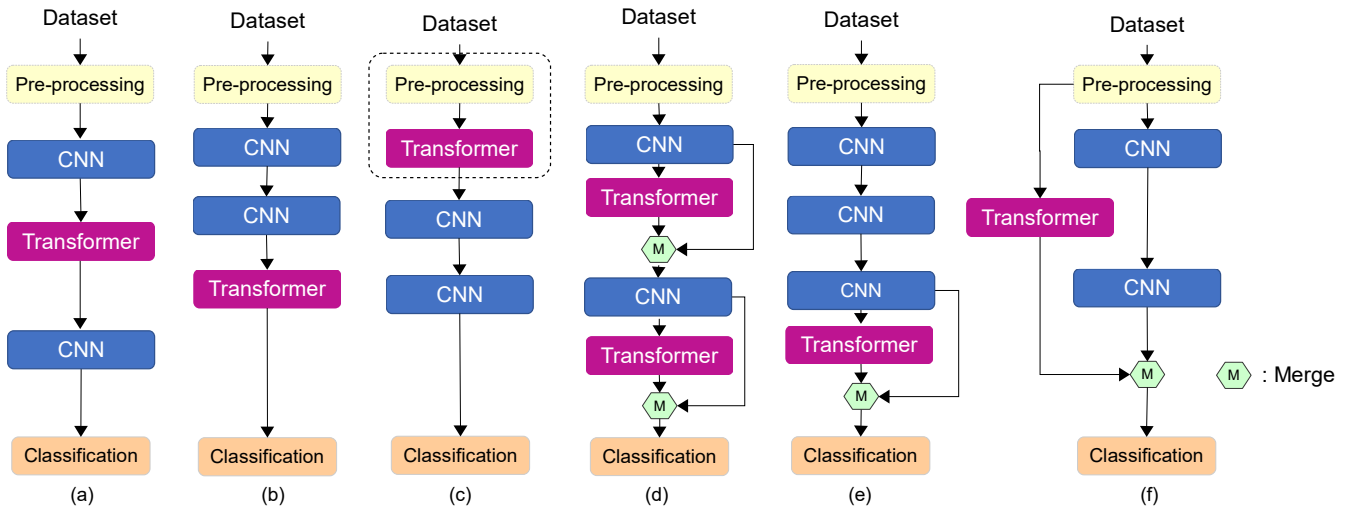 Dataset
Pre-processing
CNN
Transformer
CNN
Classification
(a)
Dataset
Pre-processing
CNN
CNN
Transformer
Classification
(b)
Dataset
Pre-processing
Transformer
CNN
CNN
Classification
(c)
Dataset
Pre-processing
CNN
Transformer
M
CNN
Transformer
M
Classification
(d)
Dataset
Pre-processing
CNN
CNN
CNN
Transformer
M
Classification
(e)
Dataset
Pre-processing
CNN
Transformer
CNN
M
Classification
(f)
M : Merge